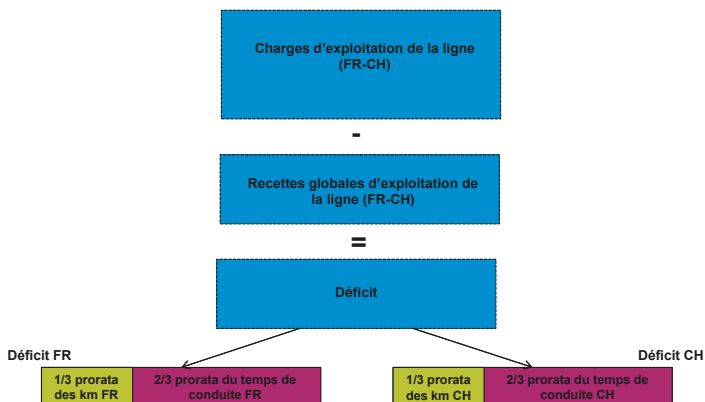 Charges d'exploitation de la ligne
(FR-CH)
-
Recettes globales d'exploitation de
la ligne (FR-CH)
=
Déficit
Déficit FR
Déficit CH
1/3 prorata
des km FR
2/3 prorata du temps de
conduite FR
1/3 prorata
des km CH
2/3 prorata du temps de
conduite CH